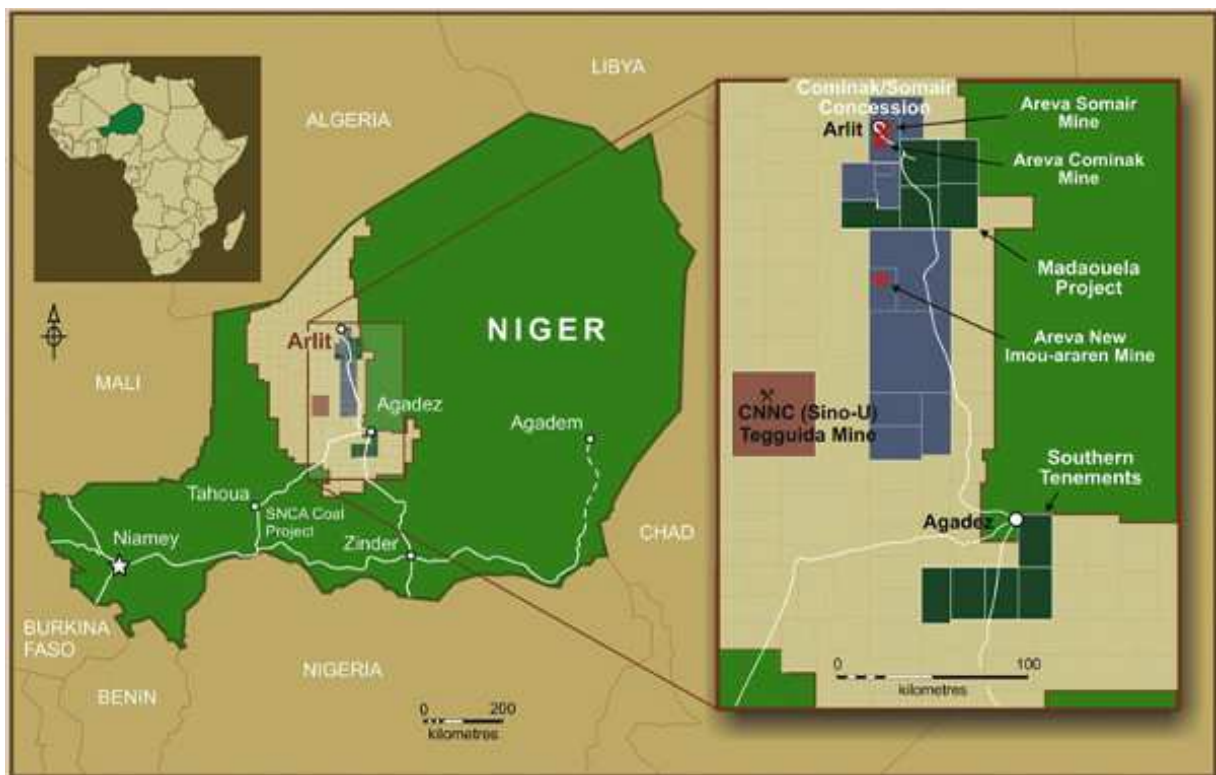 LIBYA
ALGERIA
MALI
NIGER
Arlit
Agadez
Agadem
Tahoua
SNCA Coal
Project
Niamey
Zinder
CHAD
BURKINA
FASO
BENIN
NIGERIA
0 200
kilometres
Cominak/Somair
Concession
Arlit
Areva Somair
Mine
Areva Cominak
Mine
Madaouela
Project
Areva New
Imou-araren Mine
CNNC (Sino-U)
Tegguida Mine
Southern
Tenements
Agadez
0 100
kilometres